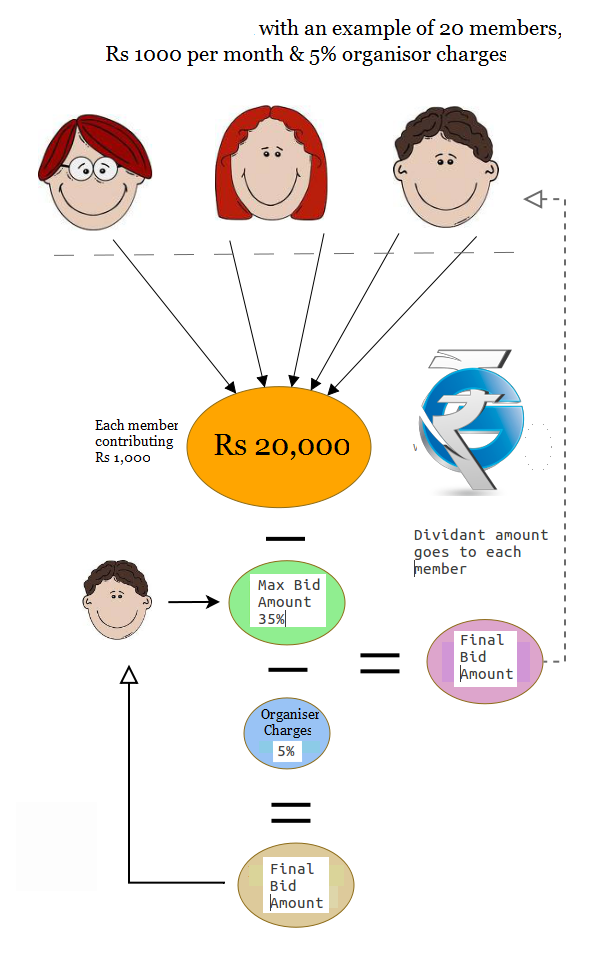 with an example of 20 members,
Rs 1000 per month & 5% organisor charges
Each member
contributing
Rs 1,000
Rs 20,000
Dividant amount
goes to each
member
Max Bid
Amount
35%
Final
Bid
Amount
Organiser
Charges
5%
Final
Bid
Amount